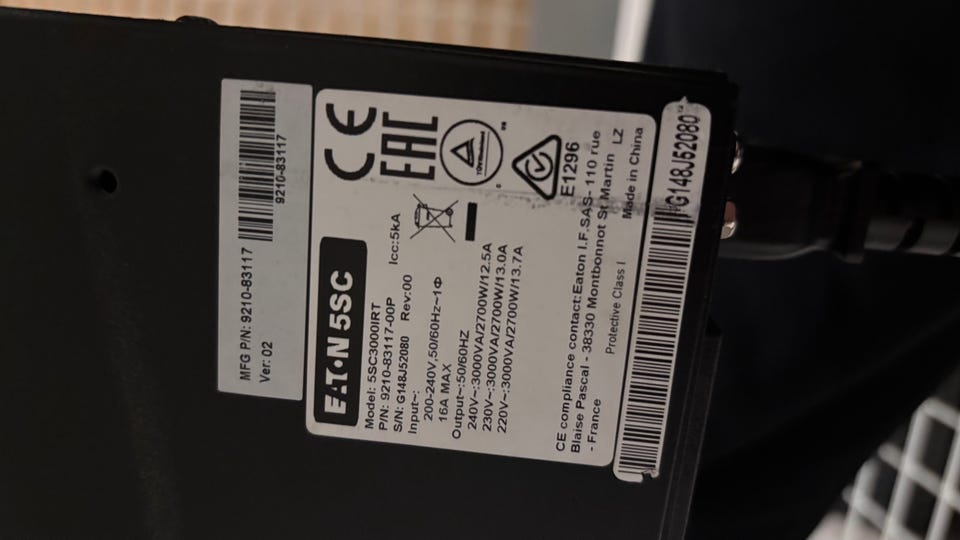 MFG P/N: 9210-83117
9210-83117
Ver: 02
CE
EAC
E1296
EATON 5SC
Model: 5SC3000IRT
P/N: 9210-83117-00P
Icc:5kA
S/N: G148J52080 Rev:00
Input~:
200-240V,50/60Hz~1Φ
16A MAX
Output~:50/60HZ
240V~:3000VA/2700W/12.5A
230V~:3000VA/2700W/13.0A
220V~:3000VA/2700W/13.7A
CE compliance contact:Eaton I.F.SAS- 110 rue
Blaise Pascal - 38330 Montbonnot St Martin
- France
LZ
Protective Class I
Made in China
G148J52080